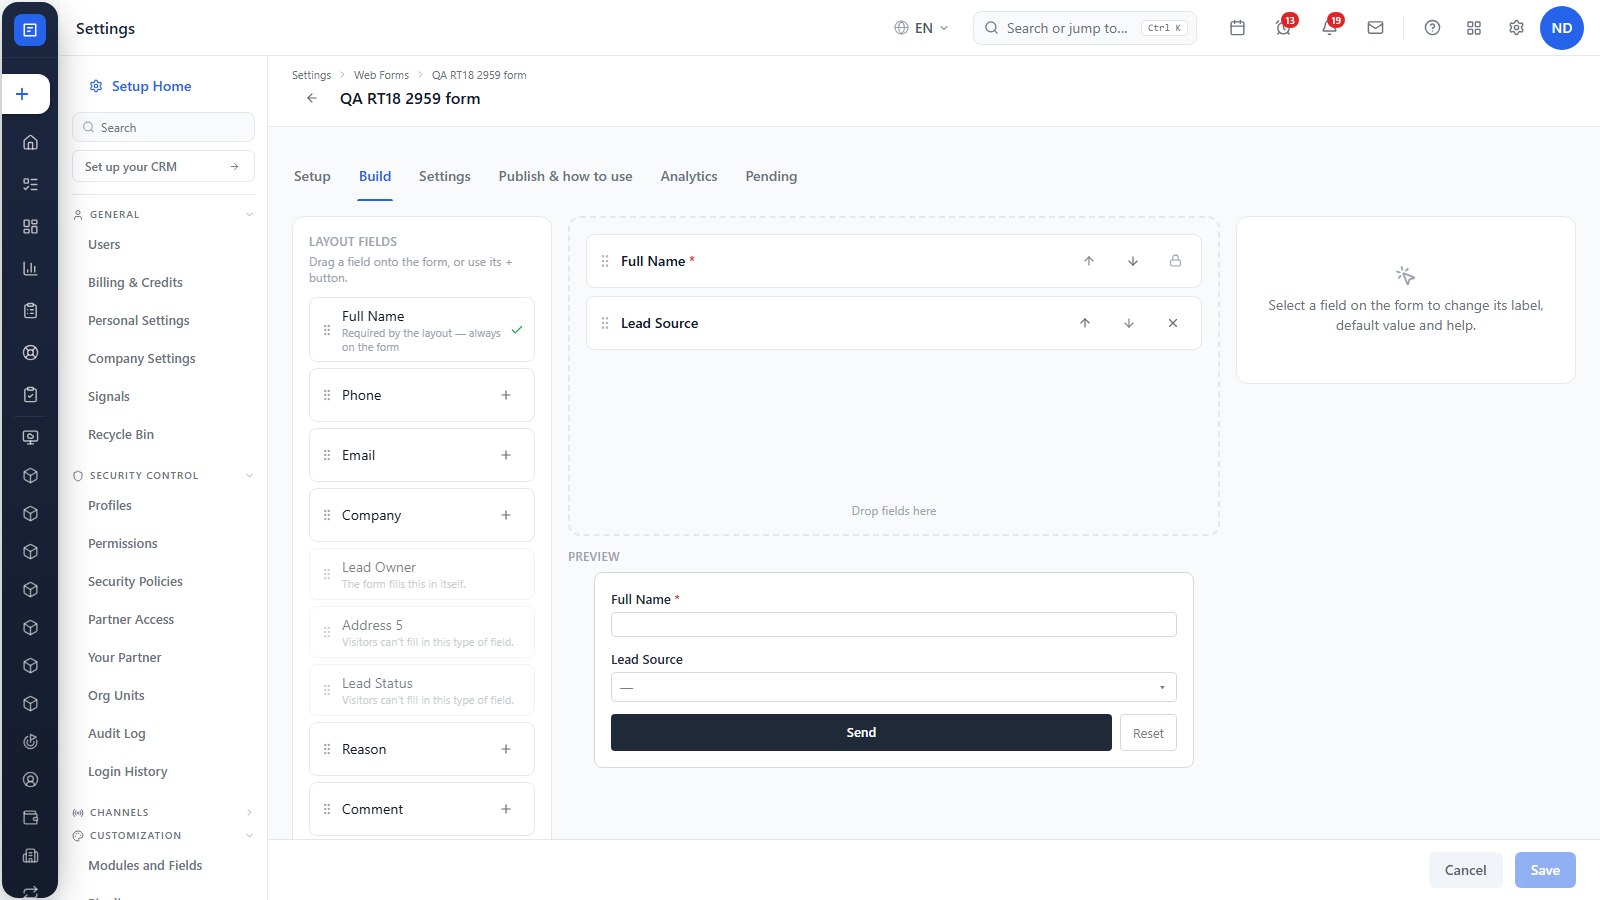 Settings
EN
Search or jump to...
Ctrl K
13
19
ND
Setup Home
Search
Set up your CRM
GENERAL
Users
Billing & Credits
Personal Settings
Company Settings
Signals
Recycle Bin
SECURITY CONTROL
Profiles
Permissions
Security Policies
Partner Access
Your Partner
Org Units
Audit Log
Login History
CHANNELS
CUSTOMIZATION
Modules and Fields
Settings > Web Forms > QA RT18 2959 form
QA RT18 2959 form
Setup
Build
Settings
Publish & how to use
Analytics
Pending
LAYOUT FIELDS
Drag a field onto the form, or use its +
button.
Full Name
Required by the layout — always
on the form
Phone
Email
Company
Lead Owner
The form fills this in itself.
Address 5
Visitors can't fill in this type of field.
Lead Status
Visitors can't fill in this type of field.
Reason
Comment
Full Name *
Lead Source
Drop fields here
PREVIEW
Full Name *
Lead Source
—
Send
Reset
Select a field on the form to change its label,
default value and help.
Cancel
Save